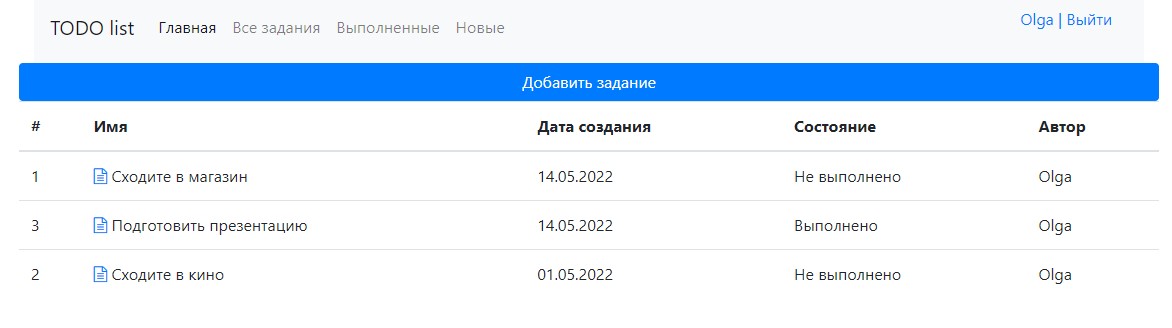 TODO list Главная Все задания Выполненные Новые Olga | Выйти
Добавить задание
# Имя Дата создания Состояние Автор
1 Сходите в магазин 14.05.2022 Не выполнено Olga
3 Подготовить презентацию 14.05.2022 Выполнено Olga
2 Сходите в кино 01.05.2022 Не выполнено Olga